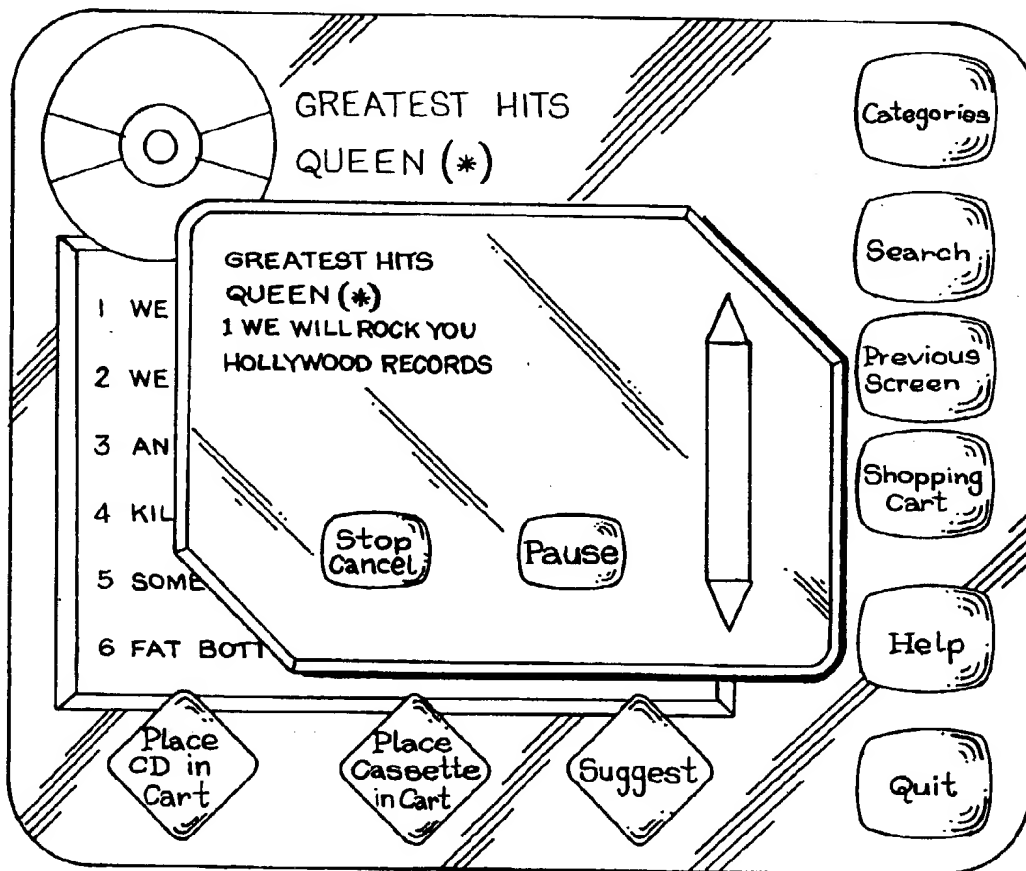 GREATEST HITS
QUEEN (*)
GREATEST HITS
QUEEN (*)
1 WE WILL ROCK YOU
HOLLYWOOD RECORDS
1 WE
2 WE
3 AN
4 KIL
5 SOME
6 FAT BOTT
Stop
Cancel
Pause
Categories
Search
Previous
Screen
Shopping
Cart
Help
Quit
Place
CD in
Cart
Place
Cassette
in Cart
Suggest